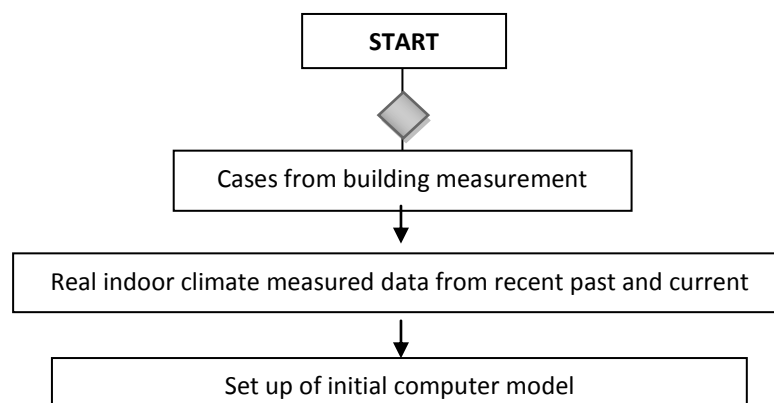 START
Cases from building measurement
Real indoor climate measured data from recent past and current
Set up of initial computer model